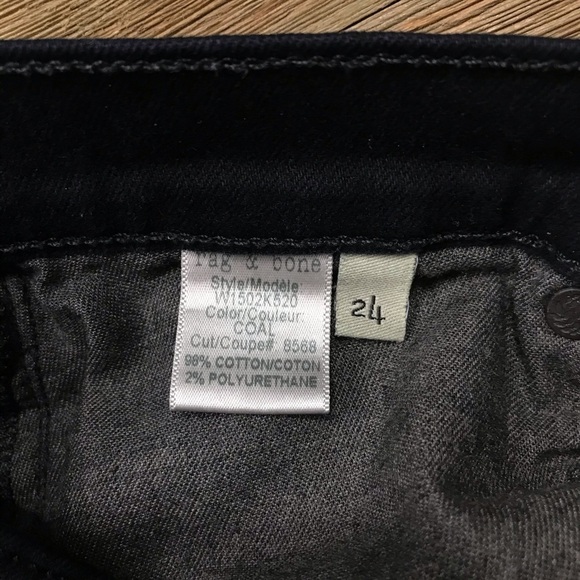 rag & bone
Style/Modèle:
W1502K520
Color/Couleur:
COAL
Cut/Coupe# 8568
98% COTTON/COTON
2% POLYURETHANE
24